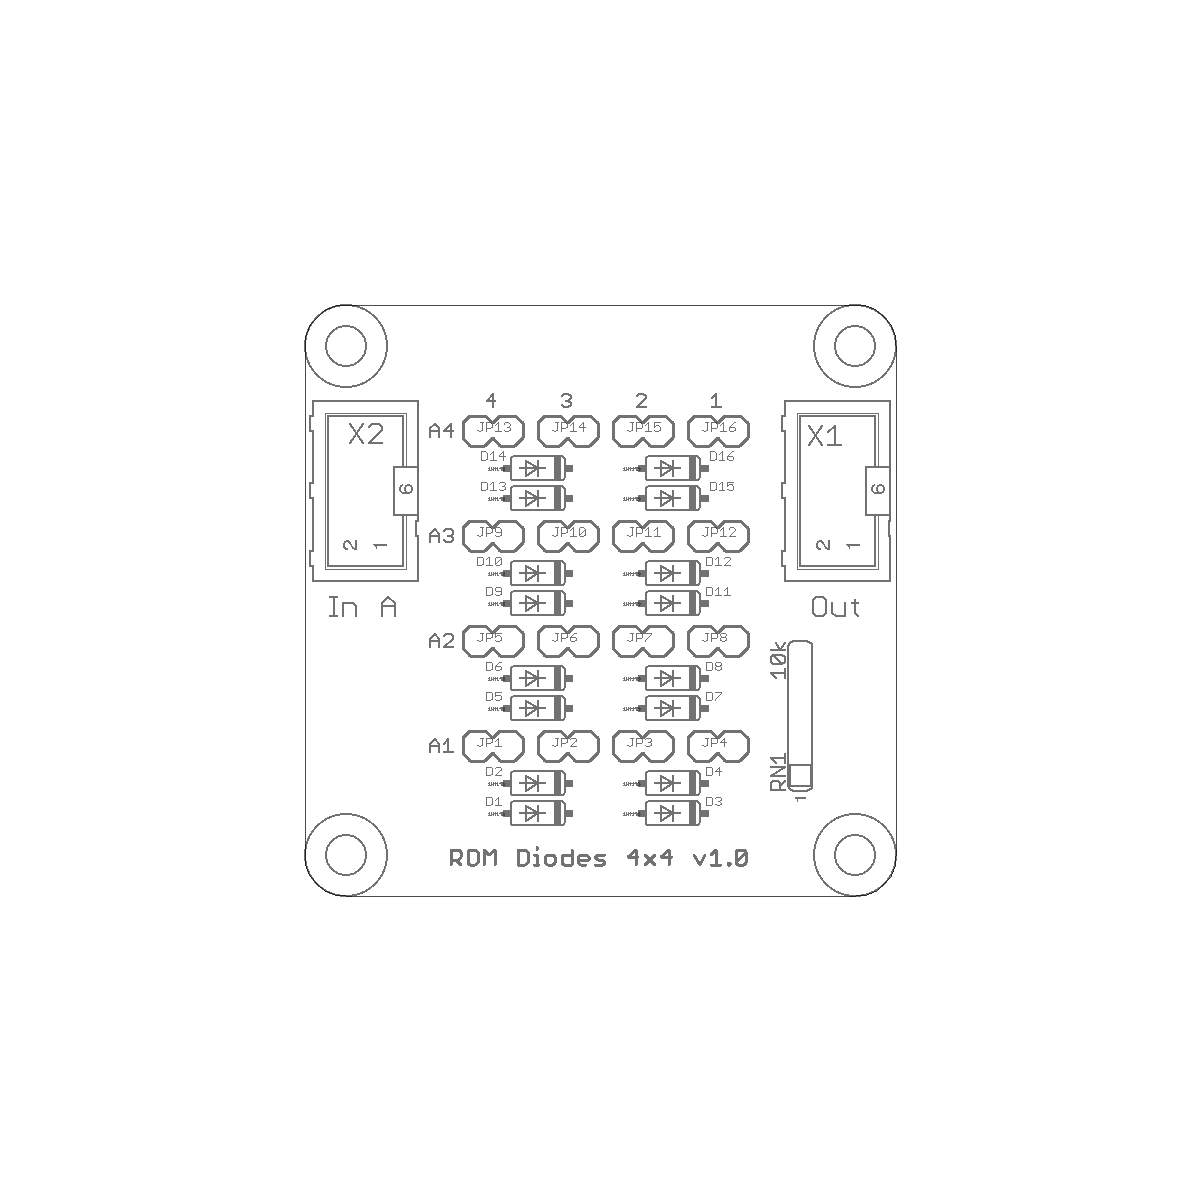 4 3 2 1
X2 A4 JP13 JP14 JP15 JP16 X1
D14 D16
D13 D15
6 6
A3 JP9 JP10 JP11 JP12
2 1 2 1
D10 D12
D9 D11
In A Out
A2 JP5 JP6 JP7 JP8
10k
D6 D8
D5 D7
A1 JP1 JP2 JP3 JP4
RN1
D2 D4
D1 D3
1
RDM Diodes 4x4 v1.0